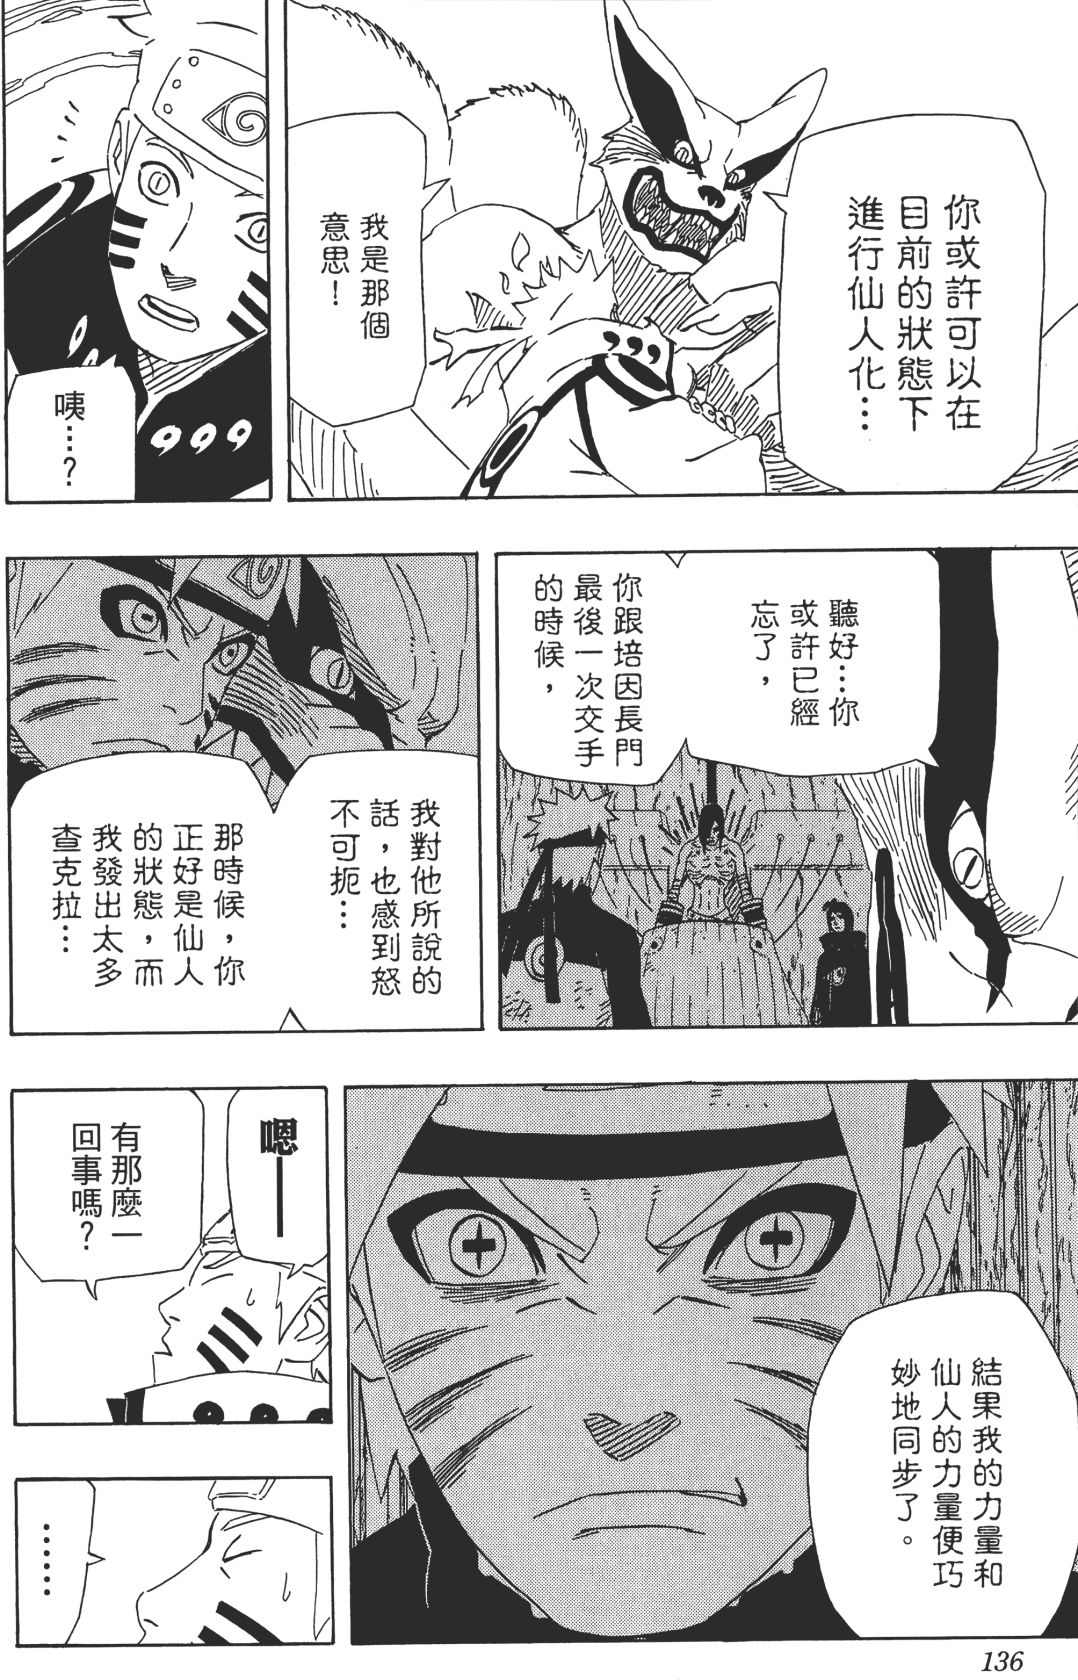 你或許可以在
目前的狀態下
進行仙人化…
我是那個
意思！
咦…？
聽好…你
或許已經
忘了，
你跟培因長門
最後一次交手
的時候，
我對他所說的
話，也感到怒
不可扼…
那時候，你
正好是仙人
的狀態，而
我發出太多
查克拉…
結果我的力量和
仙人的力量便巧
妙地同步了。
嗯——
有那麼一
回事嗎？
……
136